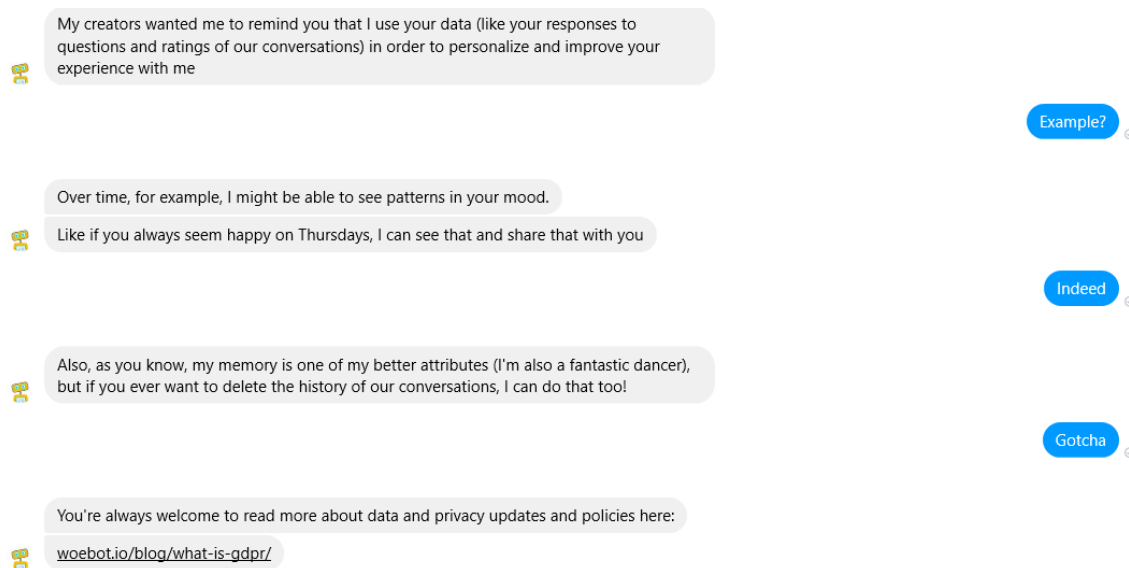 My creators wanted me to remind you that I use your data (like your responses to
questions and ratings of our conversations) in order to personalize and improve your
experience with me
Example?
Over time, for example, I might be able to see patterns in your mood.
Like if you always seem happy on Thursdays, I can see that and share that with you
Indeed
Also, as you know, my memory is one of my better attributes (I'm also a fantastic dancer),
but if you ever want to delete the history of our conversations, I can do that too!
Gotcha
You're always welcome to read more about data and privacy updates and policies here:
woebot.io/blog/what-is-gdpr/